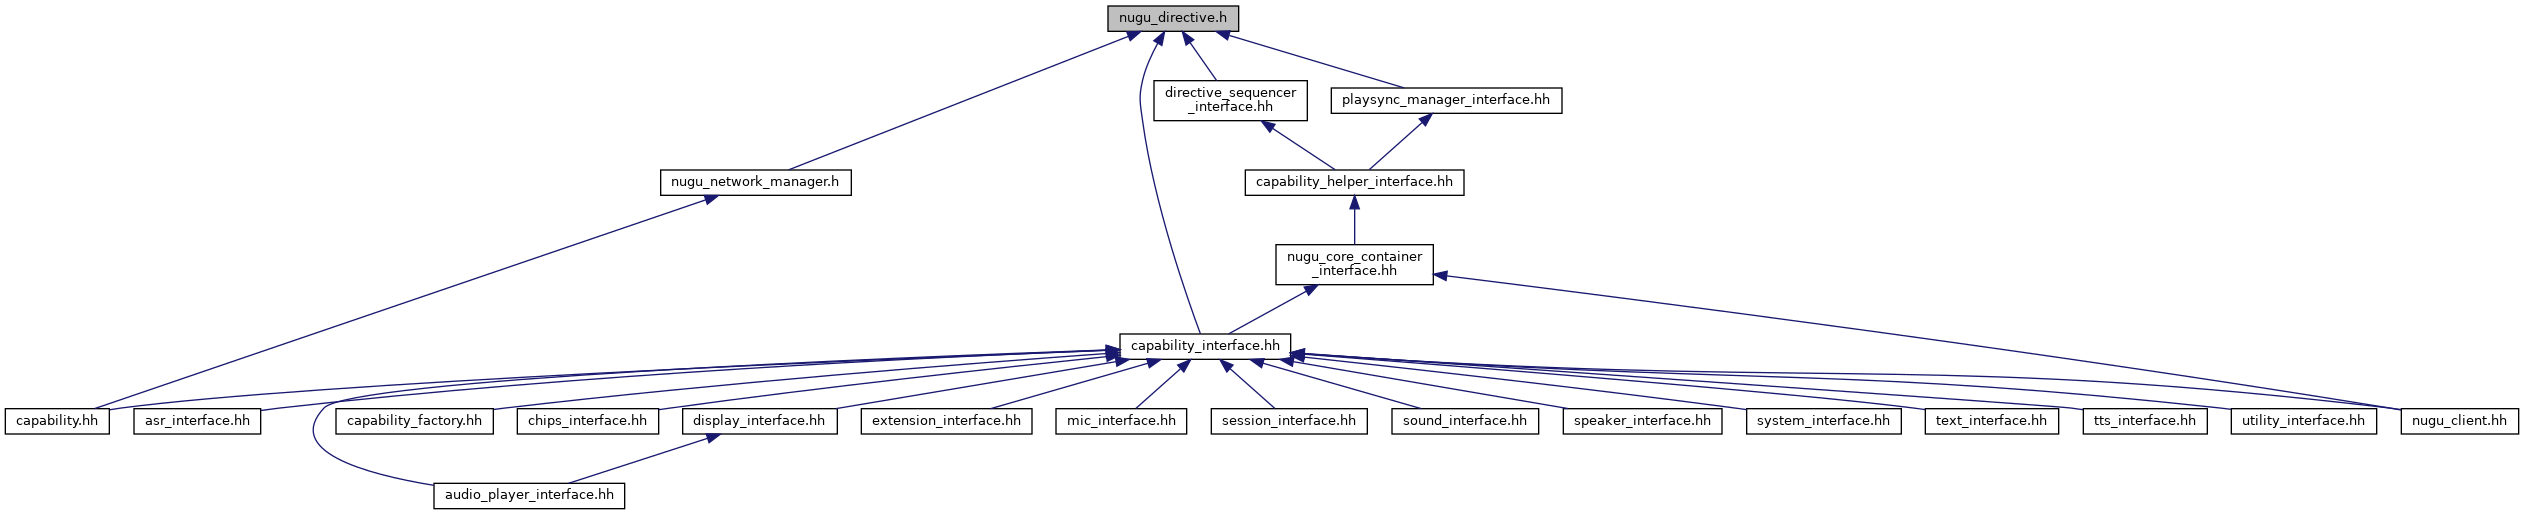 nugu_directive.h
directive_sequencer
_interface.hh
playsync_manager_interface.hh
nugu_network_manager.h
capability_helper_interface.hh
nugu_core_container
_interface.hh
capability_interface.hh
capability.hh
asr_interface.hh
capability_factory.hh
chips_interface.hh
display_interface.hh
extension_interface.hh
mic_interface.hh
session_interface.hh
sound_interface.hh
speaker_interface.hh
system_interface.hh
text_interface.hh
tts_interface.hh
utility_interface.hh
nugu_client.hh
audio_player_interface.hh